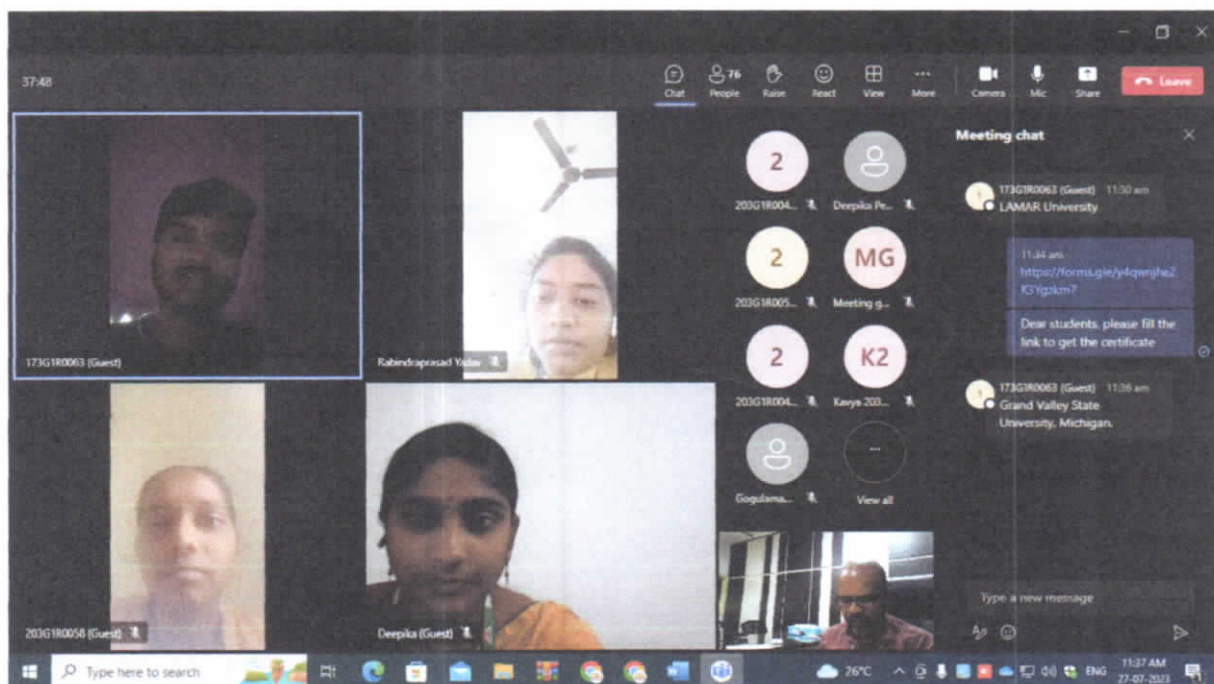 37:48
76
Chat
People
Raise
React
View
More
Camera
Mic
Share
Leave
173G1R0063 (Guest)
Rabindraprasad Yadav
203G1R0058 (Guest)
Deepika (Guest)
2
203G1R004...
Deepika Pe...
2
203G1R005...
MG
Meeting g...
2
203G1R004...
K2
Kavya 203...
Gogulama...
View all
Meeting chat
173G1R0063 (Guest) 11:30 am
LAMAR University
11:34 am
Dear students, please fill the
link to get the certificate
173G1R0063 (Guest) 11:36 am
Grand Valley State
University, Michigan.
Type a new message
Type here to search
26°C
ENG
11:37 AM
27-07-2023